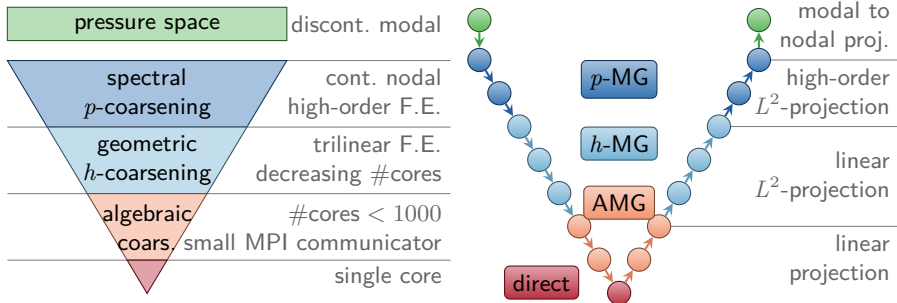 pressure space
discont. modal
spectral
p-coarsening
cont. nodal
high-order F.E.
geometric
h-coarsening
trilinear F.E.
decreasing #cores
algebraic
coars.
#cores < 1000
small MPI communicator
single core
p-MG
h-MG
AMG
direct
modal to
nodal proj.
high-order
L²-projection
linear
L²-projection
linear
projection